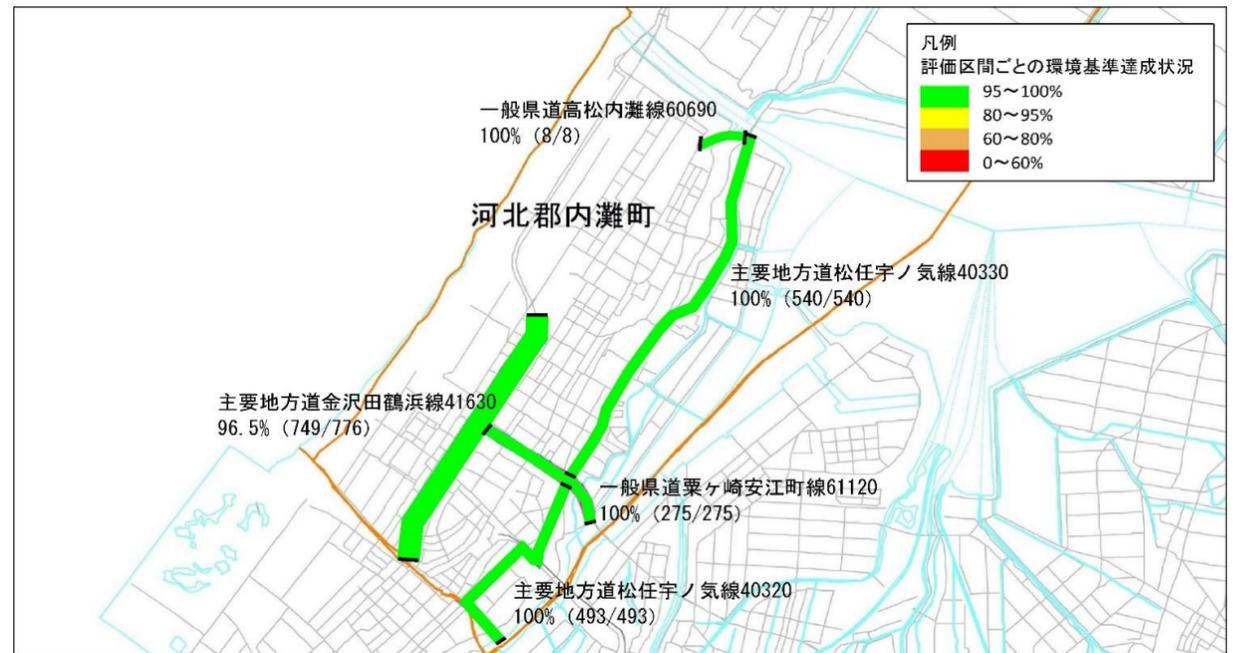 凡例
評価区間ごとの環境基準達成状況
95～100%
80～95%
60～80%
0～60%
一般県道高松内灘線60690
100% (8/8)
河北郡内灘町
主要地方道松任宇ノ気線40330
100% (540/540)
主要地方道金沢田鶴浜線41630
96.5% (749/776)
一般県道粟ヶ崎安江町線61120
100% (275/275)
主要地方道松任宇ノ気線40320
100% (493/493)